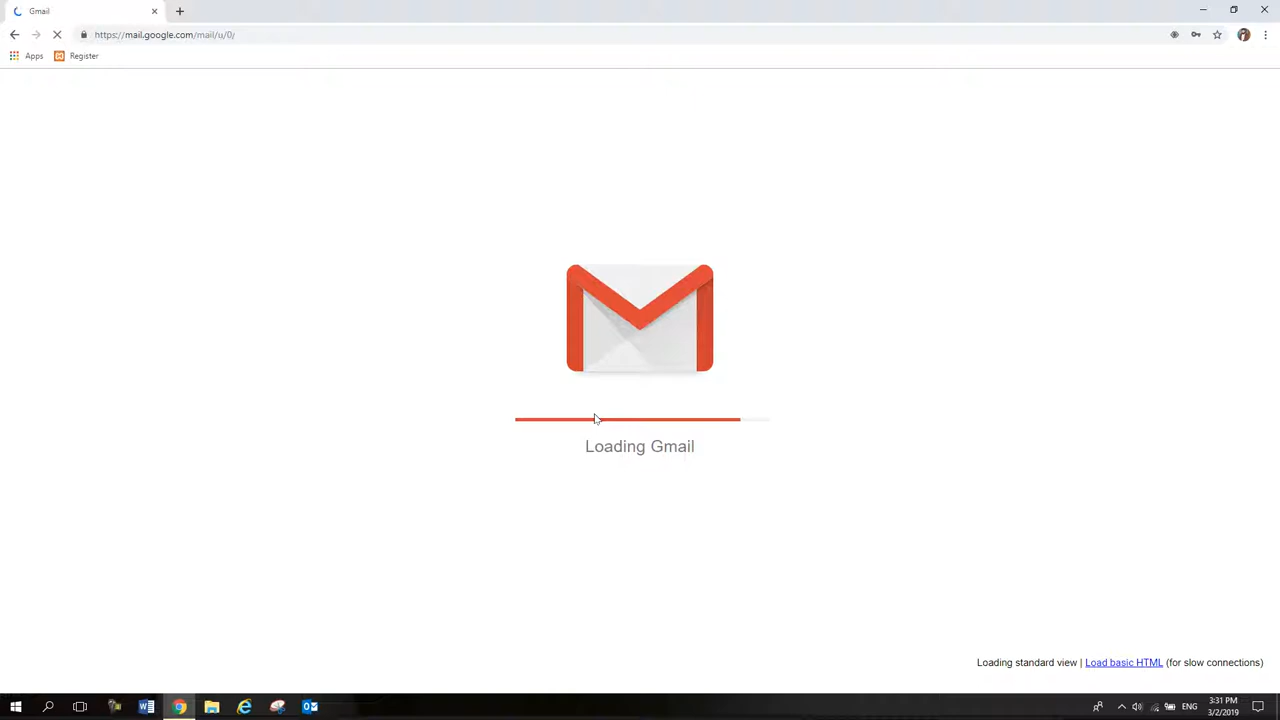 Gmail
https://mail.google.com/mail/u/0/
Apps
Register
Loading Gmail
Loading standard view | Load basic HTML (for slow connections)
ENG
3:31 PM
3/2/2019